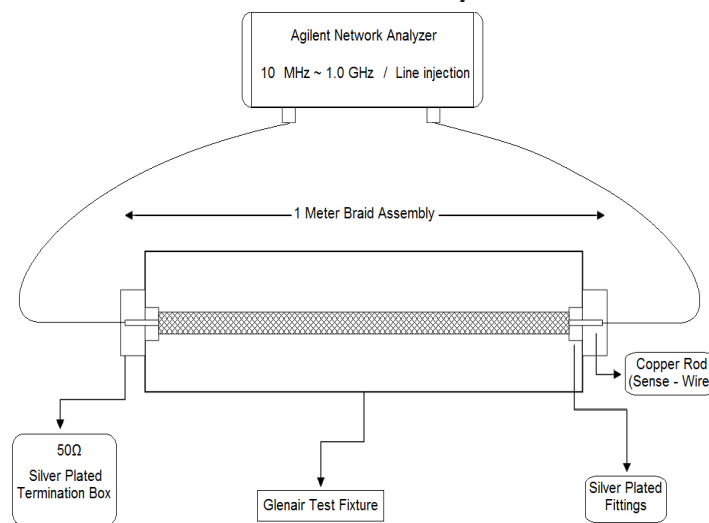 Agilent Network Analyzer
10 MHz ~ 1.0 GHz / Line injection
1 Meter Braid Assembly
Copper Rod
(Sense - Wire
50Ω
Silver Plated
Termination Box
Glenair Test Fixture
Silver Plated
Fittings